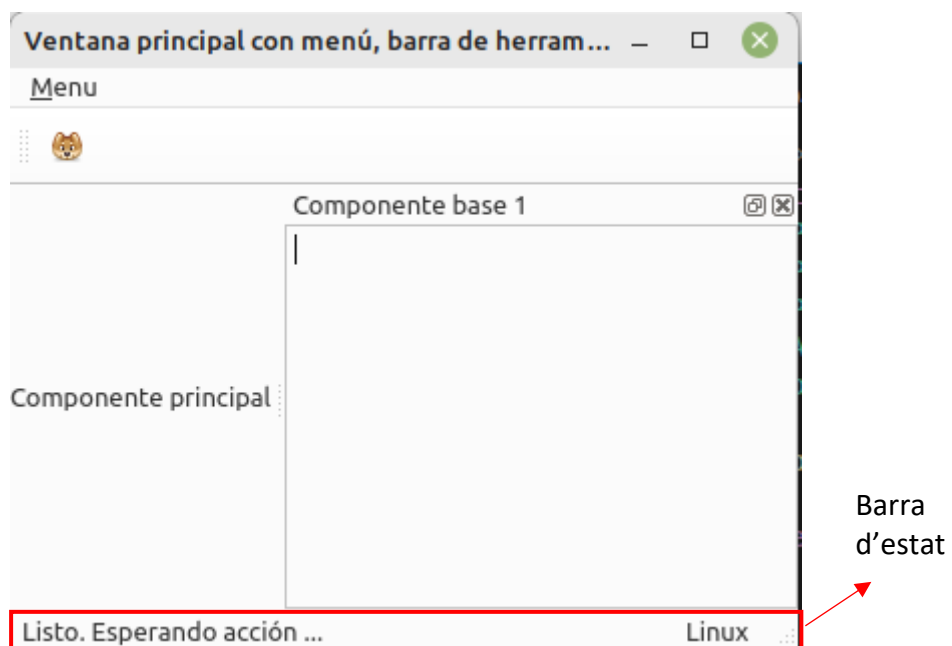 Ventana principal con menú, barra de herram...
Menu
Componente base 1
Componente principal
Barra
d’estat
Listo. Esperando acción ...
Linux